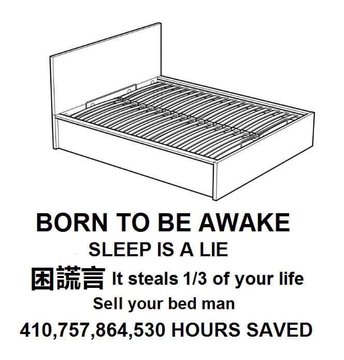 BORN TO BE AWAKE
SLEEP IS A LIE
困謊言 It steals 1/3 of your life
Sell your bed man
410,757,864,530 HOURS SAVED